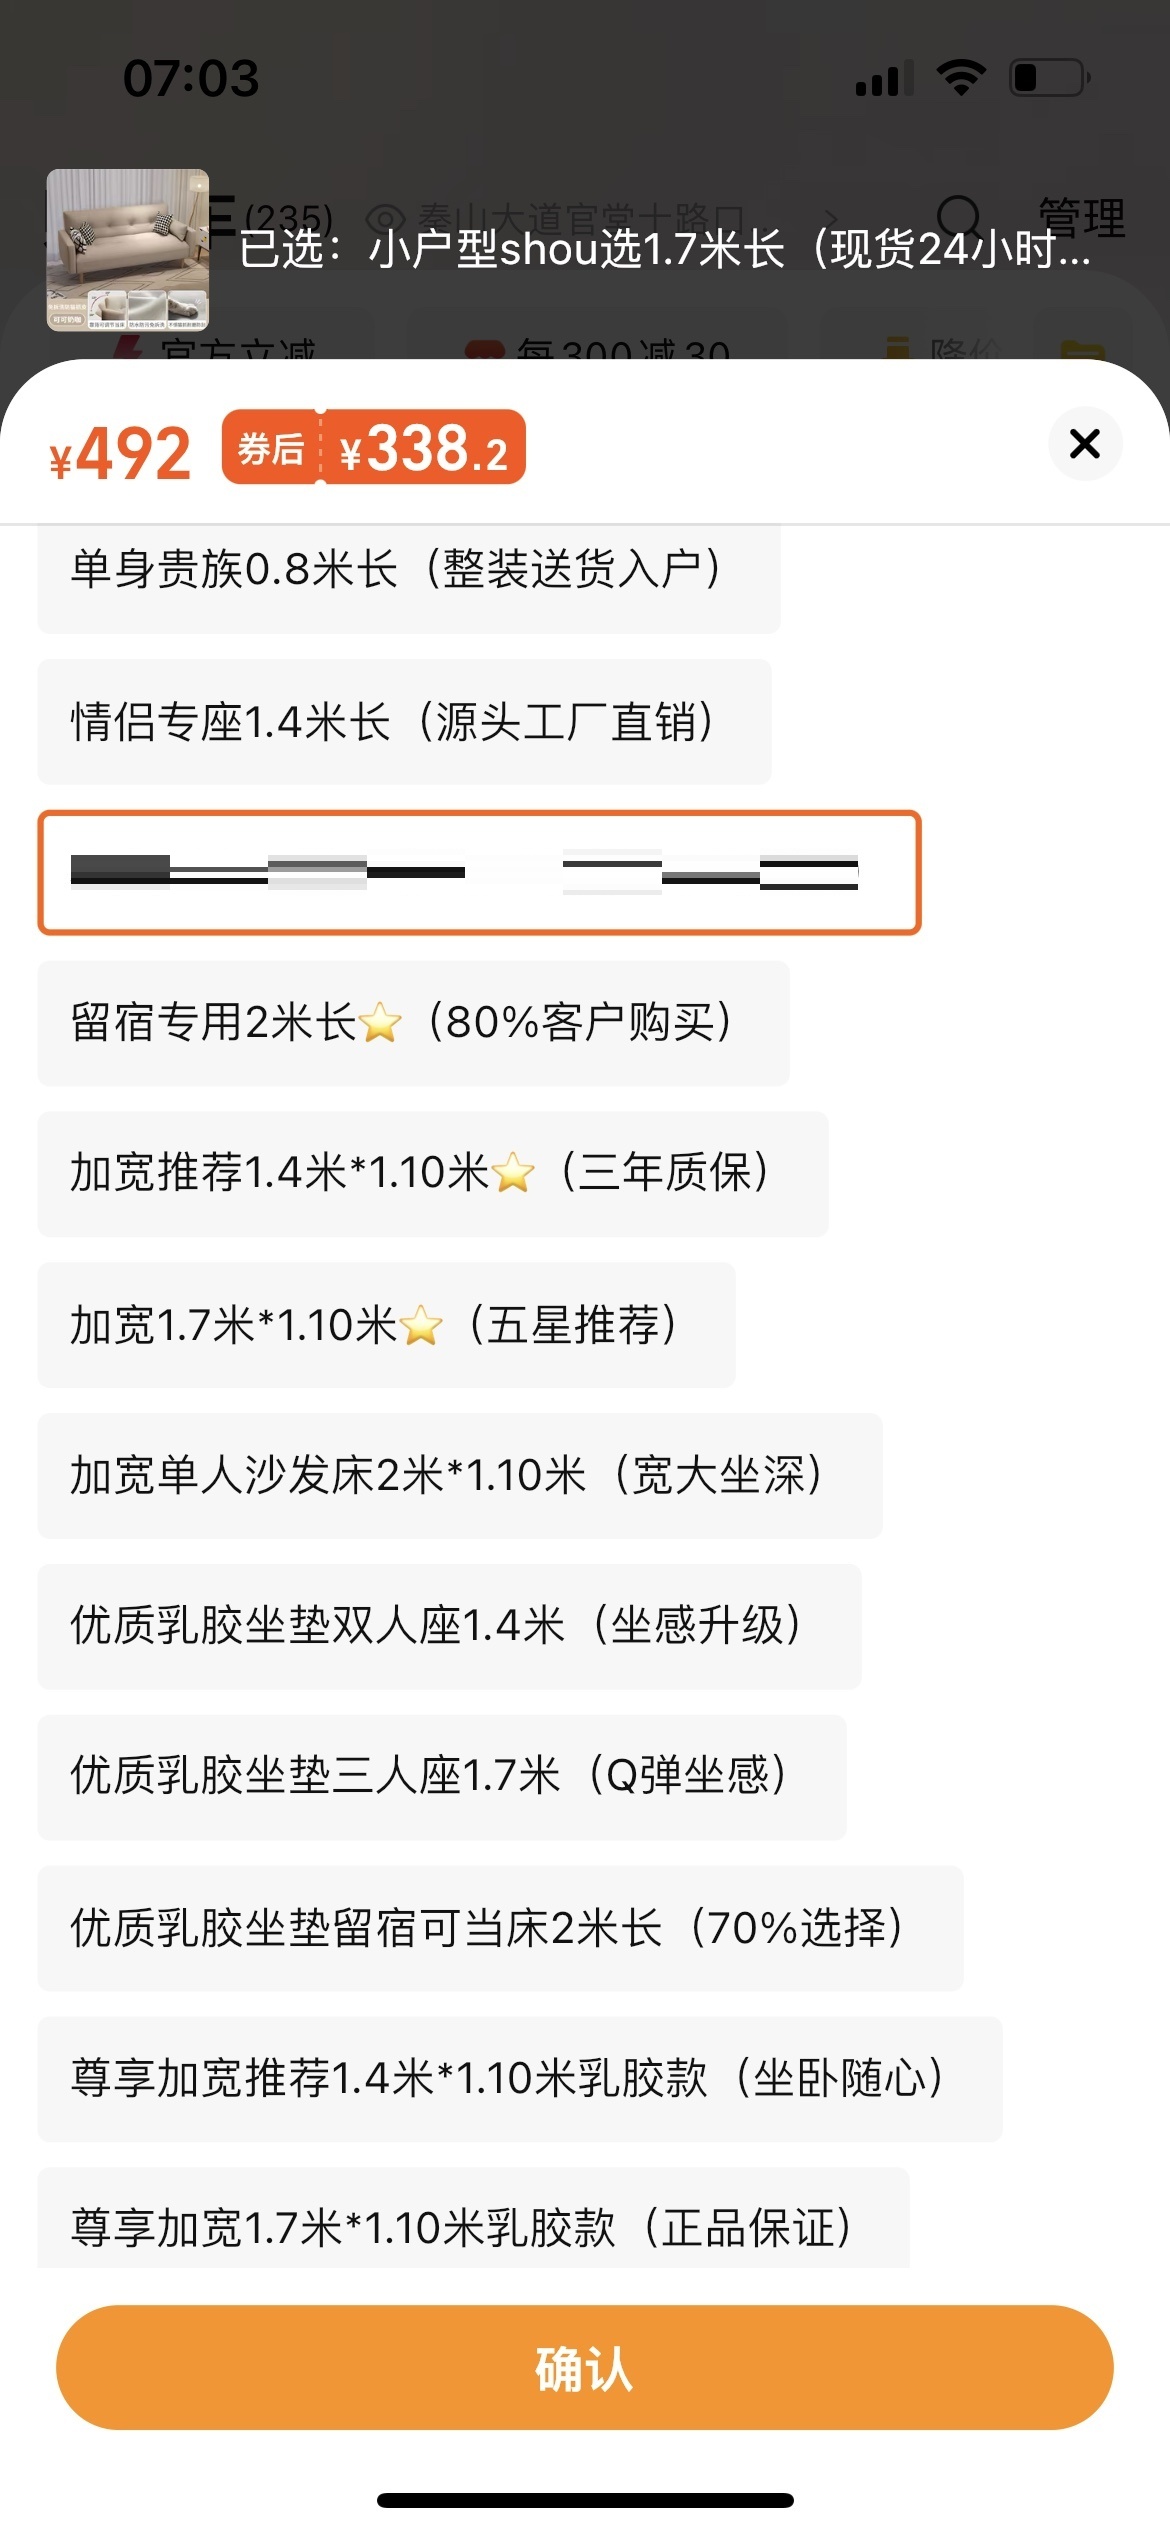 07:03
(235)
秦山大道官堂十路口...
管理
已选：小户型shou选1.7米长（现货24小时...
官方立减
每300减30
降价
¥492
券后 ¥338.2
单身贵族0.8米长（整装送货入户）
情侣专座1.4米长（源头工厂直销）
留宿专用2米长⭐（80%客户购买）
加宽推荐1.4米*1.10米⭐（三年质保）
加宽1.7米*1.10米⭐（五星推荐）
加宽单人沙发床2米*1.10米（宽大坐深）
优质乳胶坐垫双人座1.4米（坐感升级）
优质乳胶坐垫三人座1.7米（Q弹坐感）
优质乳胶坐垫留宿可当床2米长（70%选择）
尊享加宽推荐1.4米*1.10米乳胶款（坐卧随心）
尊享加宽1.7米*1.10米乳胶款（正品保证）
确认